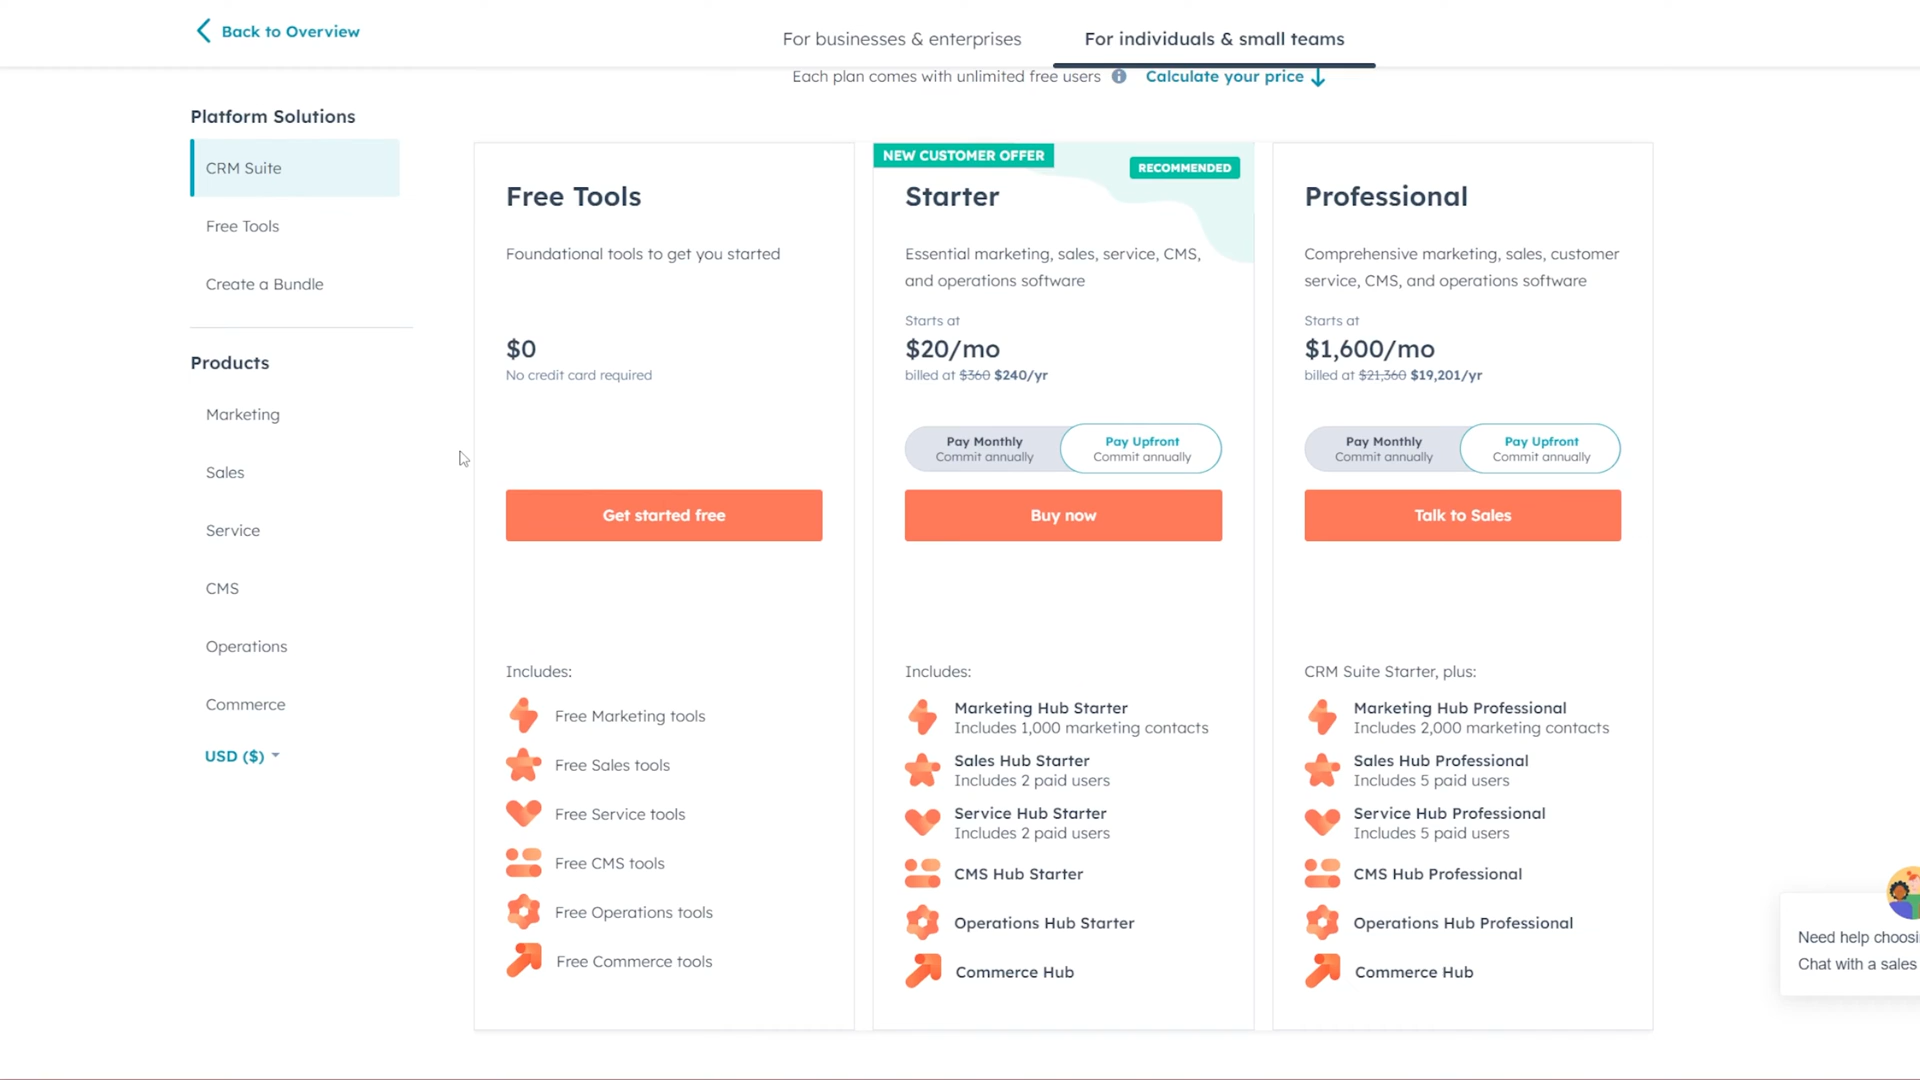 Back to Overview
For businesses & enterprises
For individuals & small teams
Each plan comes with unlimited free users
Calculate your price
Platform Solutions
CRM Suite
Free Tools
Create a Bundle
Products
Marketing
Sales
Service
CMS
Operations
Commerce
USD ($)
Free Tools
Foundational tools to get you started
$0
No credit card required
Get started free
Includes:
Free Marketing tools
Free Sales tools
Free Service tools
Free CMS tools
Free Operations tools
Free Commerce tools
NEW CUSTOMER OFFER
RECOMMENDED
Starter
Essential marketing, sales, service, CMS,
and operations software
Starts at
$20/mo
billed at $360 $240/yr
Pay Monthly
Commit annually
Pay Upfront
Commit annually
Buy now
Includes:
Marketing Hub Starter
Includes 1,000 marketing contacts
Sales Hub Starter
Includes 2 paid users
Service Hub Starter
Includes 2 paid users
CMS Hub Starter
Operations Hub Starter
Commerce Hub
Professional
Comprehensive marketing, sales, customer
service, CMS, and operations software
Starts at
$1,600/mo
billed at $21,360 $19,201/yr
Pay Monthly
Commit annually
Pay Upfront
Commit annually
Talk to Sales
CRM Suite Starter, plus:
Marketing Hub Professional
Includes 2,000 marketing contacts
Sales Hub Professional
Includes 5 paid users
Service Hub Professional
Includes 5 paid users
CMS Hub Professional
Operations Hub Professional
Commerce Hub
Need help
Chat with a sales